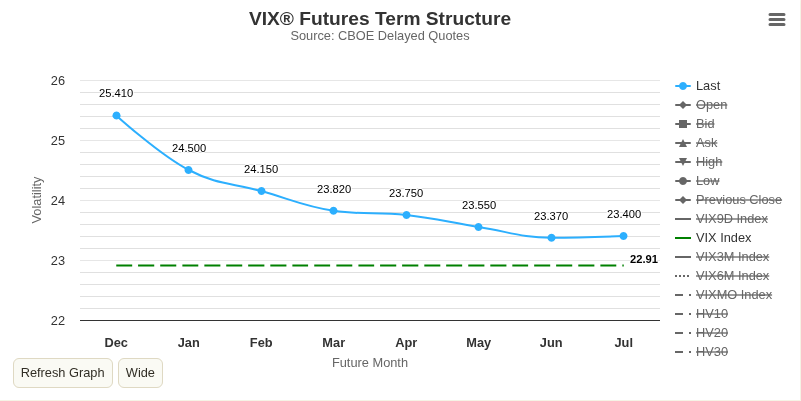 VIX® Futures Term Structure
Source: CBOE Delayed Quotes
26
25
24
23
22
Volatility
25.410
24.500
24.150
23.820
23.750
23.550
23.370
23.400
22.91
Dec Jan Feb Mar Apr May Jun Jul
Future Month
Last
Open
Bid
Ask
High
Low
Previous Close
VIX9D Index
VIX Index
VIX3M Index
VIX6M Index
VIXMO Index
HV10
HV20
HV30
Refresh Graph Wide